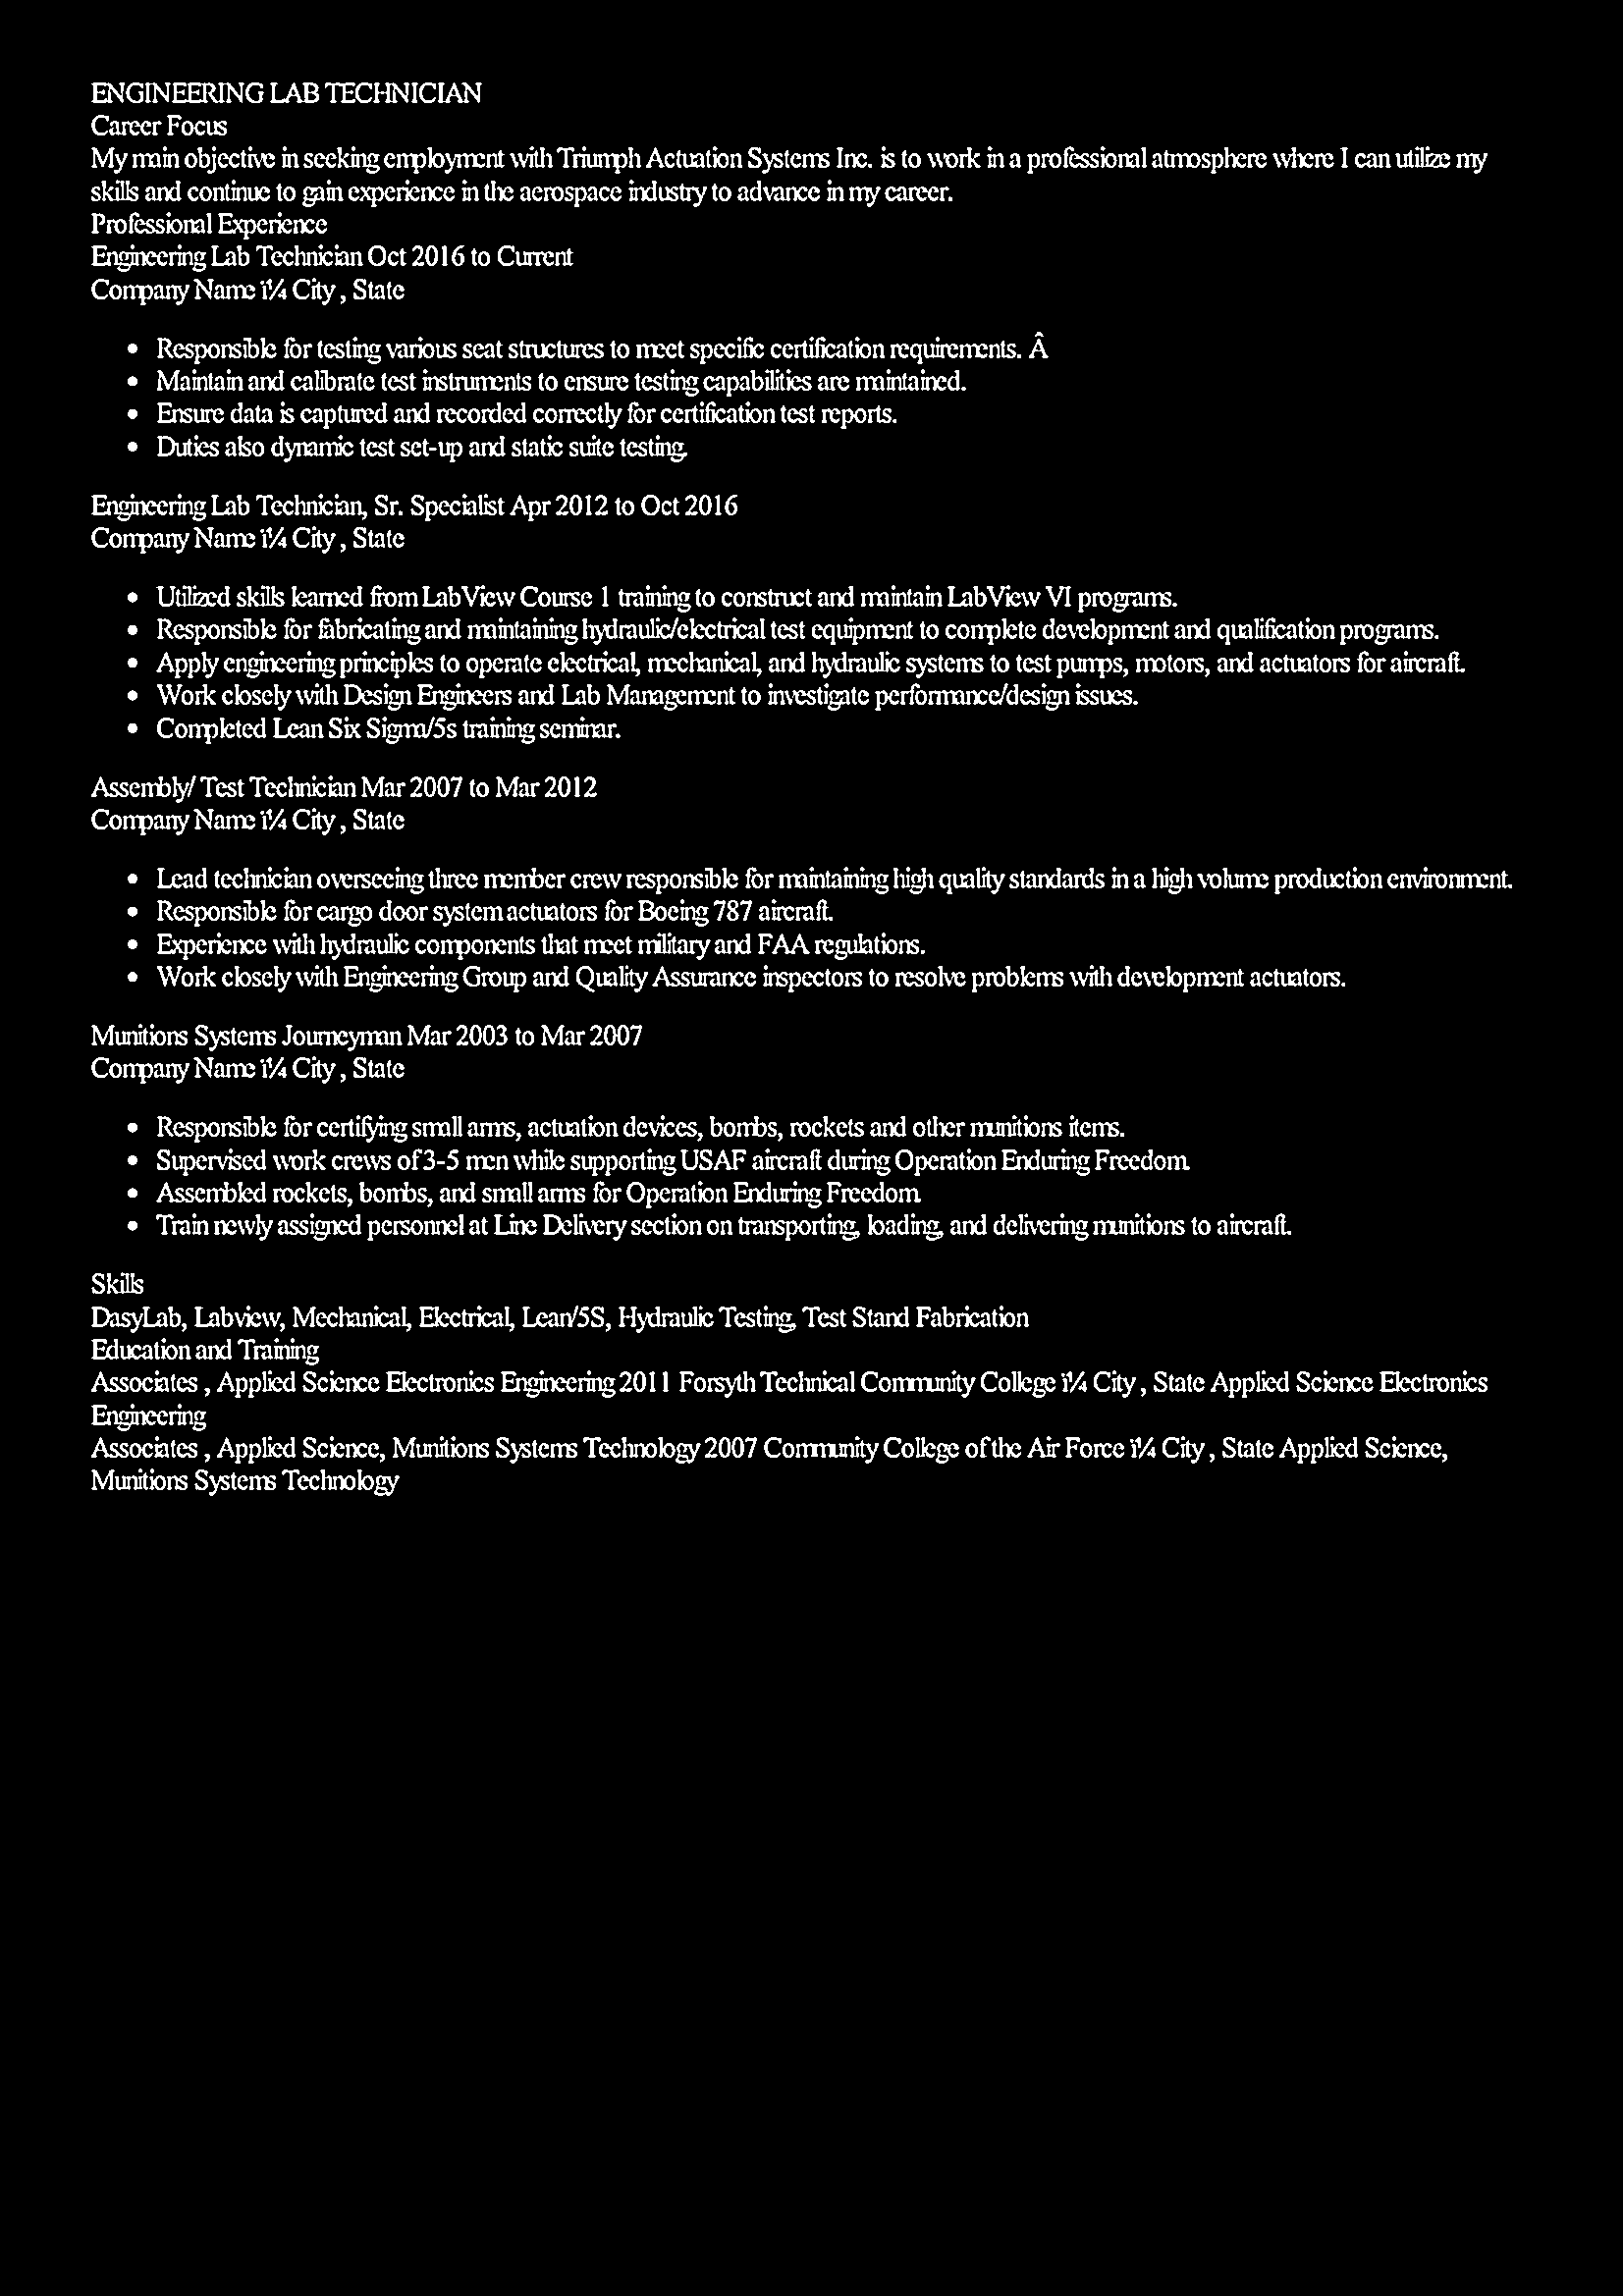 ENGINEERING LAB TECHNICIAN
Career Focus
My main objective in seeking employment with Triumph Actuation Systems Inc. is to work in a professional atmosphere where I can utilize my
skills and continue to gain experience in the aerospace industry to advance in my career.
Professional Experience
Engineering Lab Technician Oct 2016 to Current
Company Name ï¼ City , State
• Responsible for testing various seat structures to meet specific certification requirements. Â
• Maintain and calibrate test instruments to ensure testing capabilities are maintained.
• Ensure data is captured and recorded correctly for certification test reports.
• Duties also dynamic test set-up and static suite testing.
Engineering Lab Technician, Sr. Specialist Apr 2012 to Oct 2016
Company Name ï¼ City , State
• Utilized skills learned from LabView Course 1 training to construct and maintain LabView VI programs.
• Responsible for fabricating and maintaining hydraulic/electrical test equipment to complete development and qualification programs.
• Apply engineering principles to operate electrical, mechanical, and hydraulic systems to test pumps, motors, and actuators for aircraft.
• Work closely with Design Engineers and Lab Management to investigate performance/design issues.
• Completed Lean Six Sigma/5s training seminar.
Assembly/ Test Technician Mar 2007 to Mar 2012
Company Name ï¼ City , State
• Lead technician overseeing three member crew responsible for maintaining high quality standards in a high volume production environment.
• Responsible for cargo door system actuators for Boeing 787 aircraft.
• Experience with hydraulic components that meet military and FAA regulations.
• Work closely with Engineering Group and Quality Assurance inspectors to resolve problems with development actuators.
Munitions Systems Journeyman Mar 2003 to Mar 2007
Company Name ï¼ City , State
• Responsible for certifying small arms, actuation devices, bombs, rockets and other munitions items.
• Supervised work crews of 3-5 men while supporting USAF aircraft during Operation Enduring Freedom.
• Assembled rockets, bombs, and small arms for Operation Enduring Freedom.
• Train newly assigned personnel at Line Delivery section on transporting, loading, and delivering munitions to aircraft.
Skills
DasyLab, Labview, Mechanical, Electrical, Lean/5S, Hydraulic Testing, Test Stand Fabrication
Education and Training
Associates , Applied Science Electronics Engineering 2011 Forsyth Technical Community College ï¼ City , State Applied Science Electronics
Engineering
Associates , Applied Science, Munitions Systems Technology 2007 Community College of the Air Force ï¼ City , State Applied Science,
Munitions Systems Technology